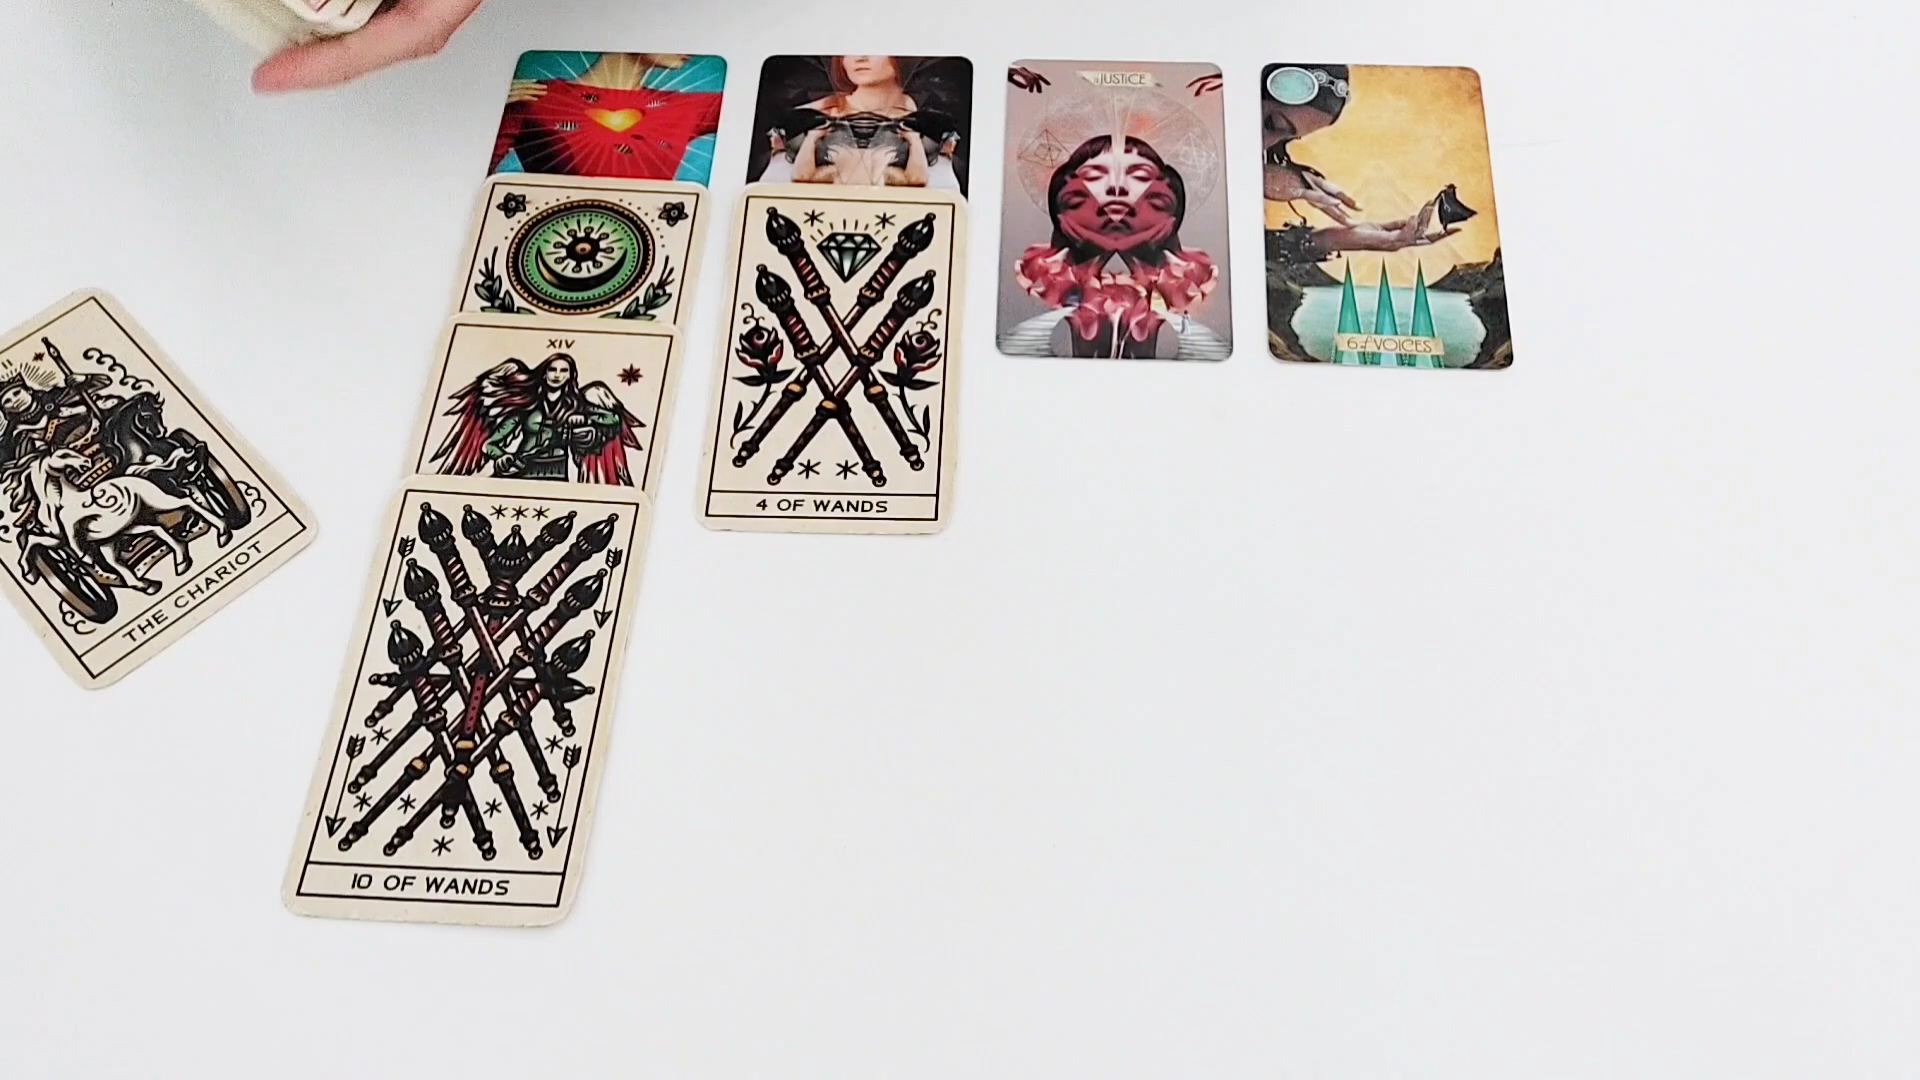 JUSTICE
6 of VOICES
XIV
4 OF WANDS
THE CHARIOT
10 OF WANDS